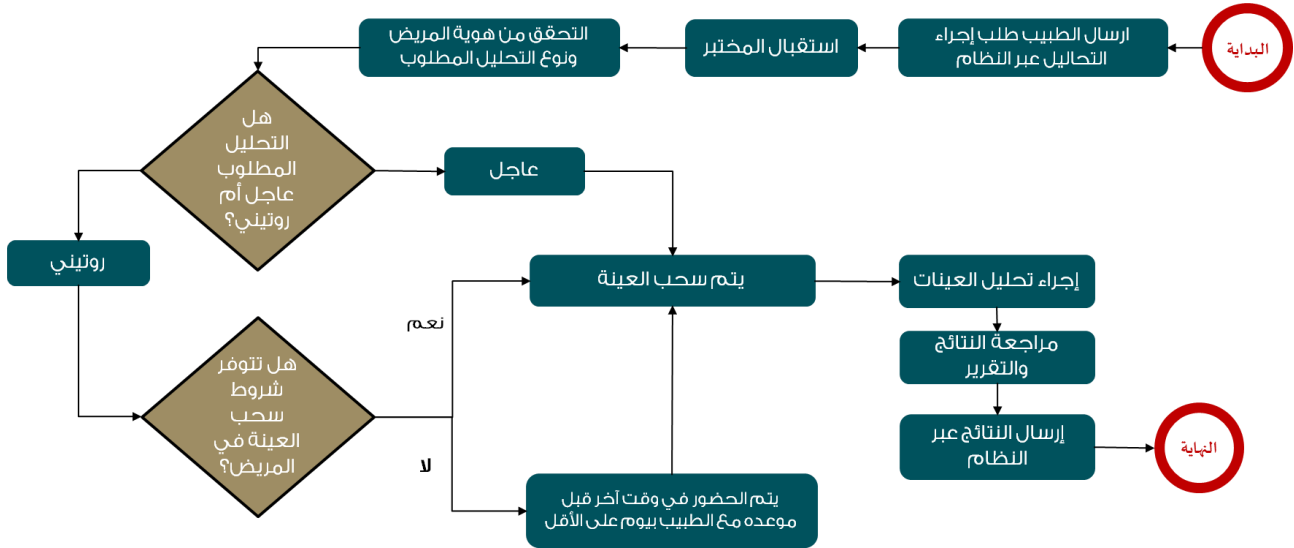 البداية
ارسال الطبيب طلب إجراء
التحاليل عبر النظام
استقبال المختبر
التحقق من هوية المريض
ونوع التحليل المطلوب
هل
التحليل
المطلوب
عاجل أم
روتيني؟
عاجل
روتيني
هل تتوفر
شروط
سحب
العينة في
المريض؟
نعم
لا
يتم سحب العينة
يتم الحضور في وقت آخر قبل
موعده مع الطبيب بيوم على الأقل
إجراء تحليل العينات
مراجعة النتائج
والتقرير
إرسال النتائج عبر
النظام
النهاية